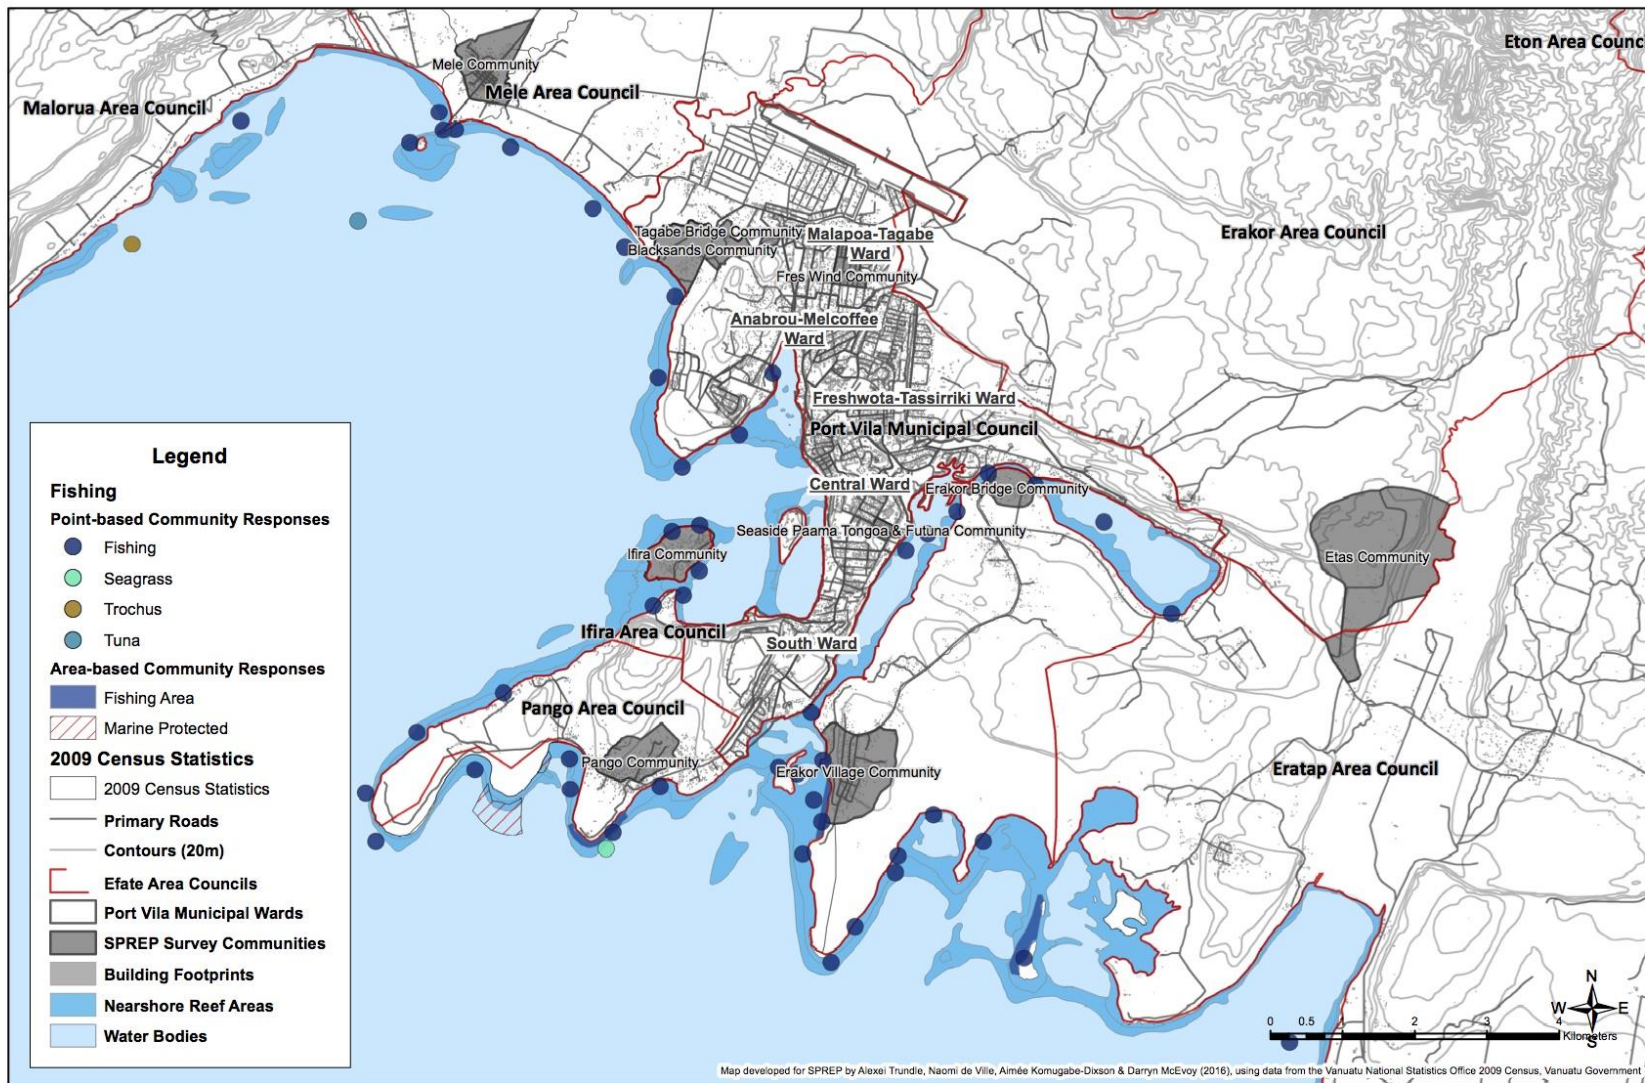 Eton Area Counc
Mele Community
Mele Area Council
Malorua Area Council
Tagabe Bridge Community
Malapoa-Tagabe
Ward
Blacksands Community
Erakor Area Council
Fres Wind Community
Anabrou-Melcoffee
Ward
Freshwota-Tassirriki Ward
Port Vila Municipal Council
Central Ward
Erakor Bridge Community
Seaside Paama Tongoa & Futuna Community
Ifira Community
Etas Community
Ifira Area Council
South Ward
Pango Area Council
Pango Community
Erakor Village Community
Eratap Area Council
Legend
Fishing
Point-based Community Responses
Fishing
Seagrass
Trochus
Tuna
Area-based Community Responses
Fishing Area
Marine Protected
2009 Census Statistics
2009 Census Statistics
Primary Roads
Contours (20m)
Efate Area Councils
Port Vila Municipal Wards
SPREP Survey Communities
Building Footprints
Nearshore Reef Areas
Water Bodies
N
W E
S
0 0.5 1 2 3 4
Kilometers
Map developed for SPREP by Alexei Trundle, Naomi de Ville, Aimée Komugabe-Dixson & Darryn McEvoy (2016), using data from the Vanuatu National Statistics Office 2009 Census, Vanuatu Government